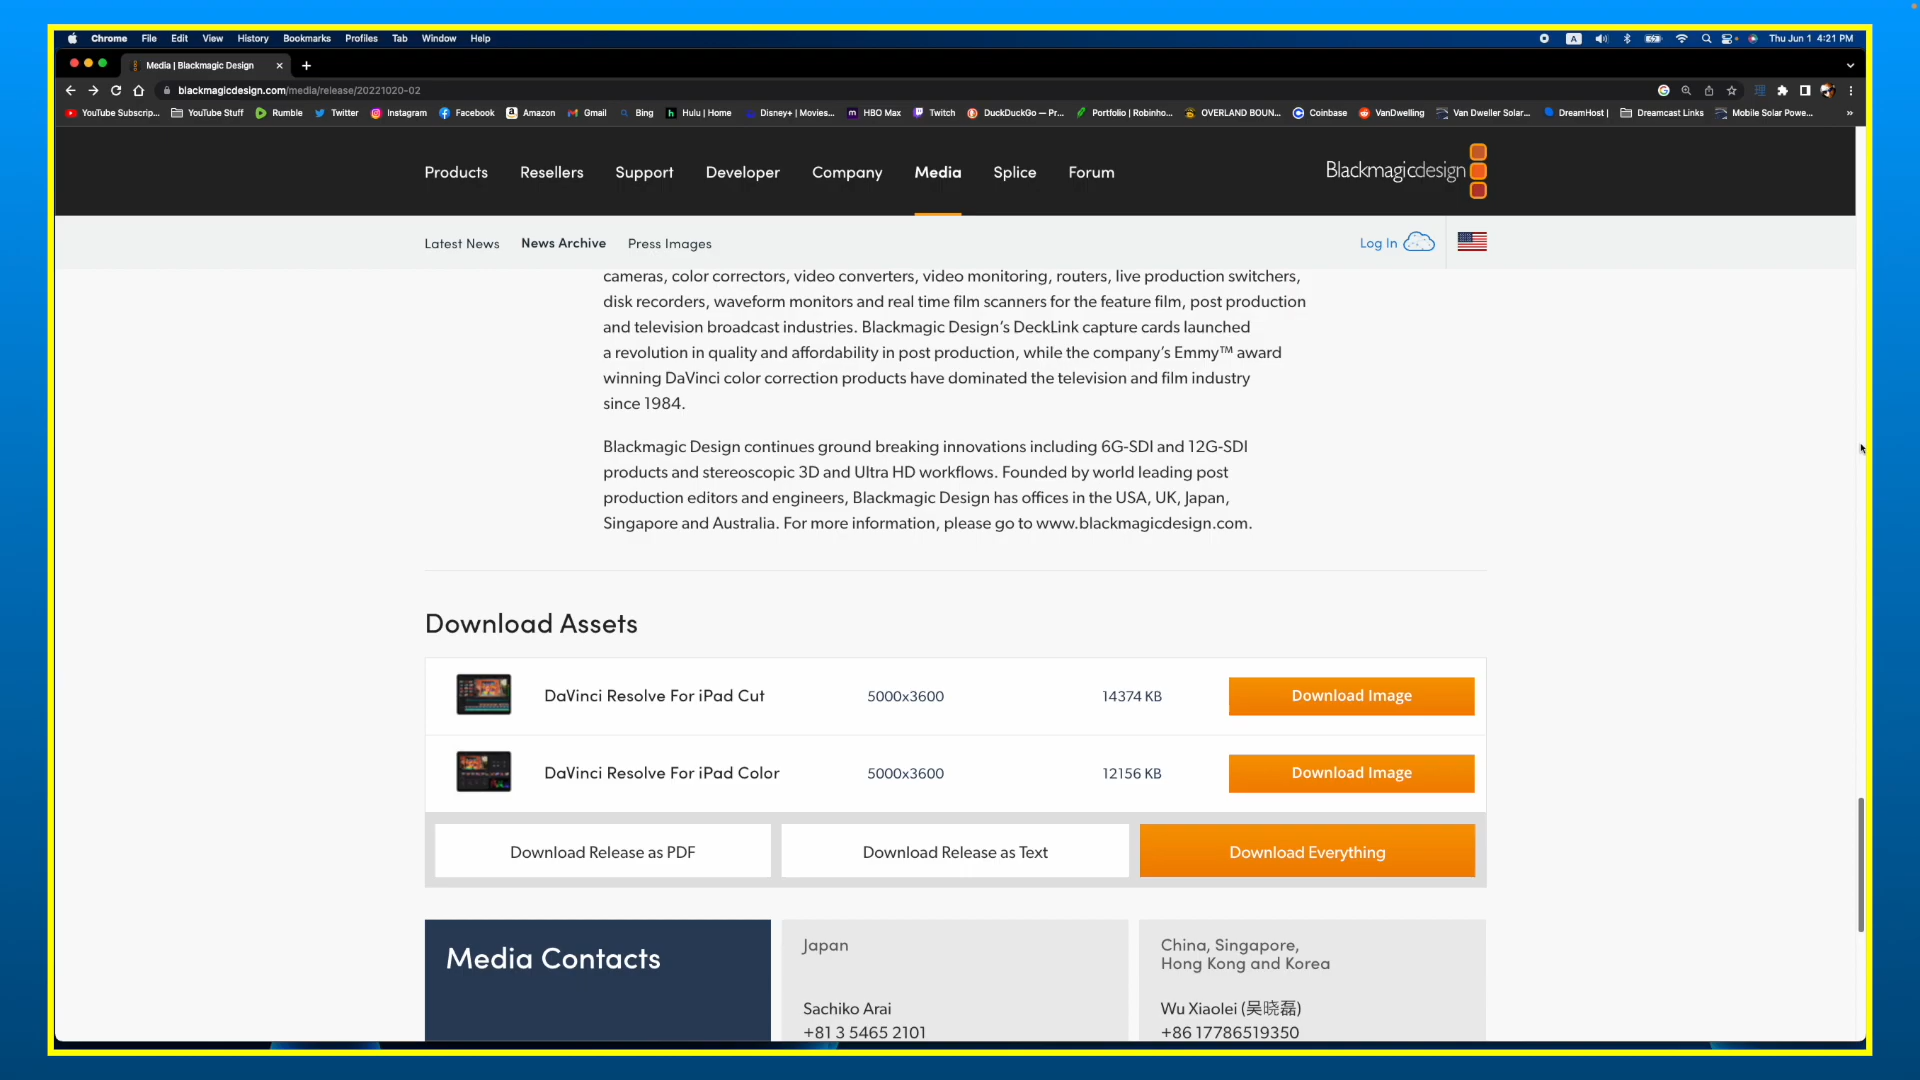 Chrome File Edit View History Bookmarks Profiles Tab Window Help
A
Thu Jun 1 4:21 PM
Media | Blackmagic Design
blackmagicdesign.com/media/release/20221020-02
YouTube Subscrip... YouTube Stuff Rumble Twitter Instagram Facebook Amazon Gmail Bing Hulu | Home Disney+ | Movies... HBO Max Twitch DuckDuckGo — Pr... Portfolio | Robinho... OVERLAND BOUN... Coinbase VanDwelling Van Dweller Solar... DreamHost | Dreamcast Links Mobile Solar Powe... »
Products Resellers Support Developer Company Media Splice Forum
Blackmagicdesign
Latest News News Archive Press Images
Log In
cameras, color correctors, video converters, video monitoring, routers, live production switchers,
disk recorders, waveform monitors and real time film scanners for the feature film, post production
and television broadcast industries. Blackmagic Design’s DeckLink capture cards launched
a revolution in quality and affordability in post production, while the company’s Emmy™ award
winning DaVinci color correction products have dominated the television and film industry
since 1984.
Blackmagic Design continues ground breaking innovations including 6G-SDI and 12G-SDI
products and stereoscopic 3D and Ultra HD workflows. Founded by world leading post
production editors and engineers, Blackmagic Design has offices in the USA, UK, Japan,
Singapore and Australia. For more information, please go to www.blackmagicdesign.com.
Download Assets
DaVinci Resolve For iPad Cut 5000x3600 14374 KB Download Image
DaVinci Resolve For iPad Color 5000x3600 12156 KB Download Image
Download Release as PDF Download Release as Text Download Everything
Media Contacts
Japan
Sachiko Arai
+81 3 5465 2101
China, Singapore,
Hong Kong and Korea
Wu Xiaolei (吴晓磊)
+86 17786519350